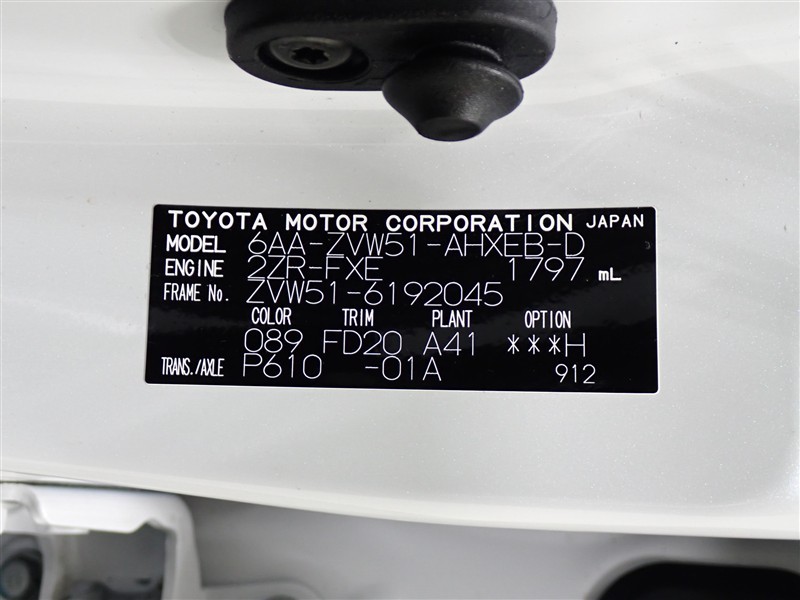 TOYOTA MOTOR CORPORATION JAPAN
MODEL 6AA-ZVW51-AHXEB-D
ENGINE 2ZR-FXE 1797 mL
FRAME No. ZVW51-6192045
COLOR TRIM PLANT OPTION
089 FD20 A41 ***H
TRANS./AXLE P610 -01A 912